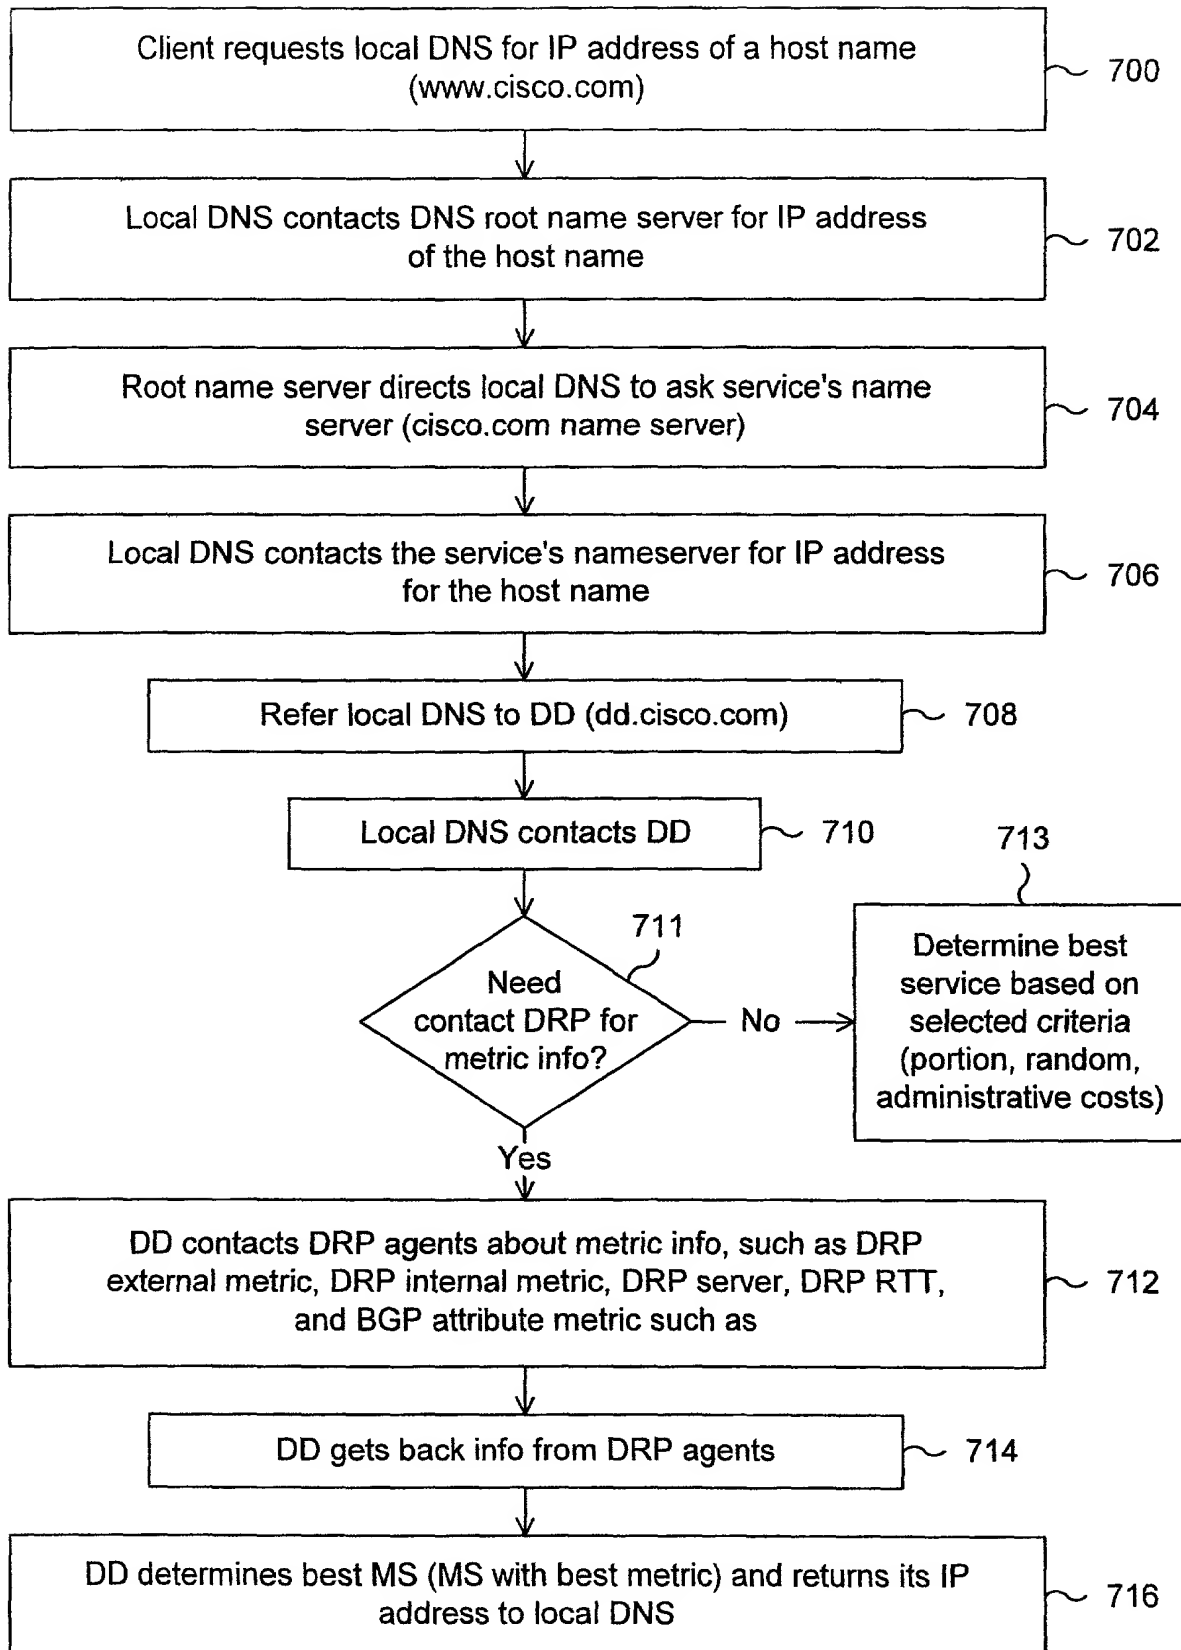 Client requests local DNS for IP address of a host name
(www.cisco.com)
700
Local DNS contacts DNS root name server for IP address
of the host name
702
Root name server directs local DNS to ask service's name
server (cisco.com name server)
704
Local DNS contacts the service's nameserver for IP address
for the host name
706
Refer local DNS to DD (dd.cisco.com)
708
Local DNS contacts DD
710
711
Need
contact DRP for
metric info?
No
713
Determine best
service based on
selected criteria
(portion, random,
administrative costs)
Yes
DD contacts DRP agents about metric info, such as DRP
external metric, DRP internal metric, DRP server, DRP RTT,
and BGP attribute metric such as
712
DD gets back info from DRP agents
714
DD determines best MS (MS with best metric) and returns its IP
address to local DNS
716